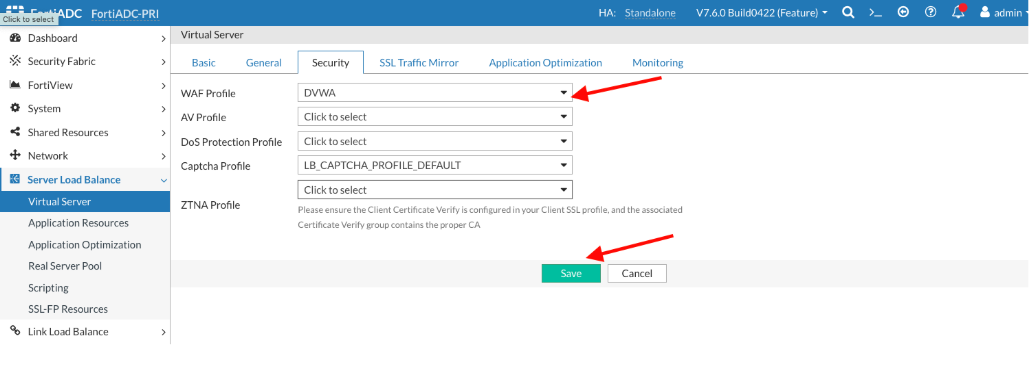 FortiADC FortiADC-PRI HA: Standalone V7.6.0 Build0422 (Feature) admin
Click to select
Dashboard
Security Fabric
FortiView
System
Shared Resources
Network
Server Load Balance
Virtual Server
Application Resources
Application Optimization
Real Server Pool
Scripting
SSL-FP Resources
Link Load Balance
Virtual Server
Basic General Security SSL Traffic Mirror Application Optimization Monitoring
WAF Profile DVWA
AV Profile Click to select
DoS Protection Profile Click to select
Captcha Profile LB_CAPTCHA_PROFILE_DEFAULT
Click to select
ZTNA Profile
Please ensure the Client Certificate Verify is configured in your Client SSL profile, and the associated
Certificate Verify group contains the proper CA
Save Cancel